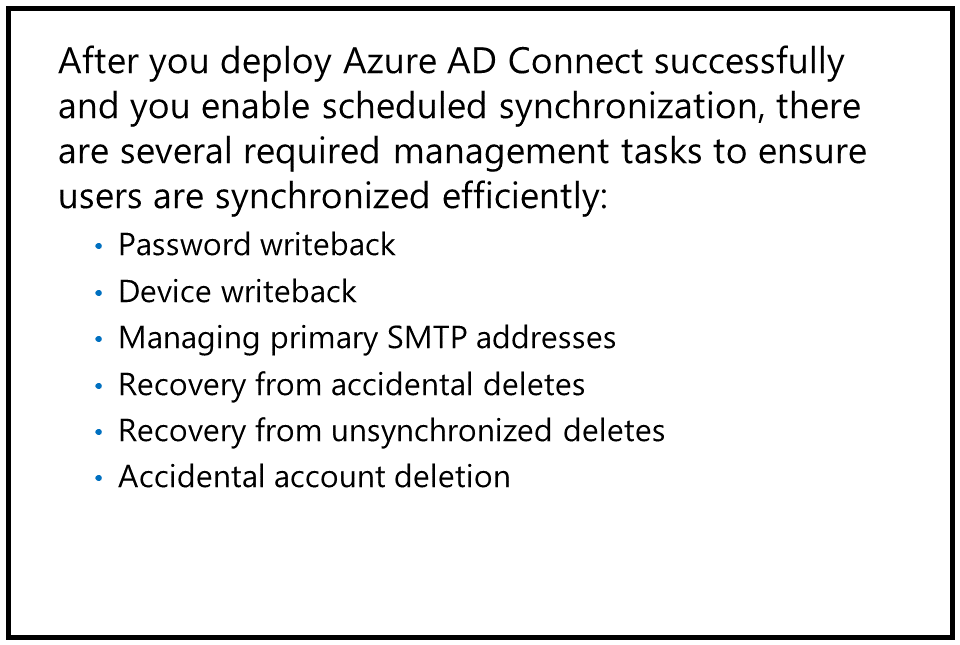 After you deploy Azure AD Connect successfully
and you enable scheduled synchronization, there
are several required management tasks to ensure
users are synchronized efficiently:
• Password writeback
• Device writeback
• Managing primary SMTP addresses
• Recovery from accidental deletes
• Recovery from unsynchronized deletes
• Accidental account deletion